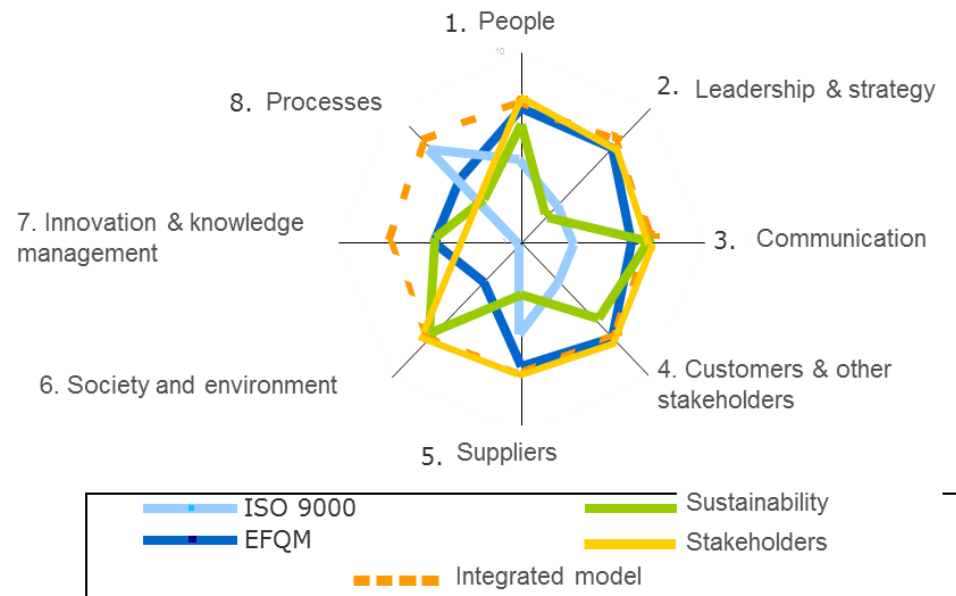 1. People
10
2. Leadership & strategy
8. Processes
7. Innovation & knowledge
management
3. Communication
6. Society and environment
4. Customers & other
stakeholders
5. Suppliers
ISO 9000
Sustainability
EFQM
Stakeholders
Integrated model